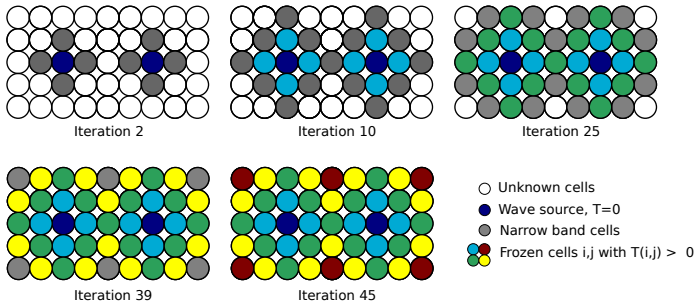 Iteration 2
Iteration 10
Iteration 25
Iteration 39
Iteration 45
Unknown cells
Wave source, T=0
Narrow band cells
Frozen cells i,j with T(i,j) > 0